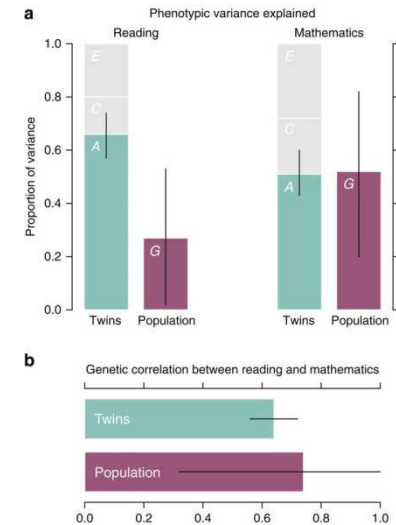 a
Phenotypic variance explained
Reading
Mathematics
Proportion of variance
1.0
0.8
0.6
0.4
0.2
0.0
E
C
A
G
E
C
A
G
Twins
Population
Twins
Population
b
Genetic correlation between reading and mathematics
Twins
Population
0.0 0.2 0.4 0.6 0.8 1.0